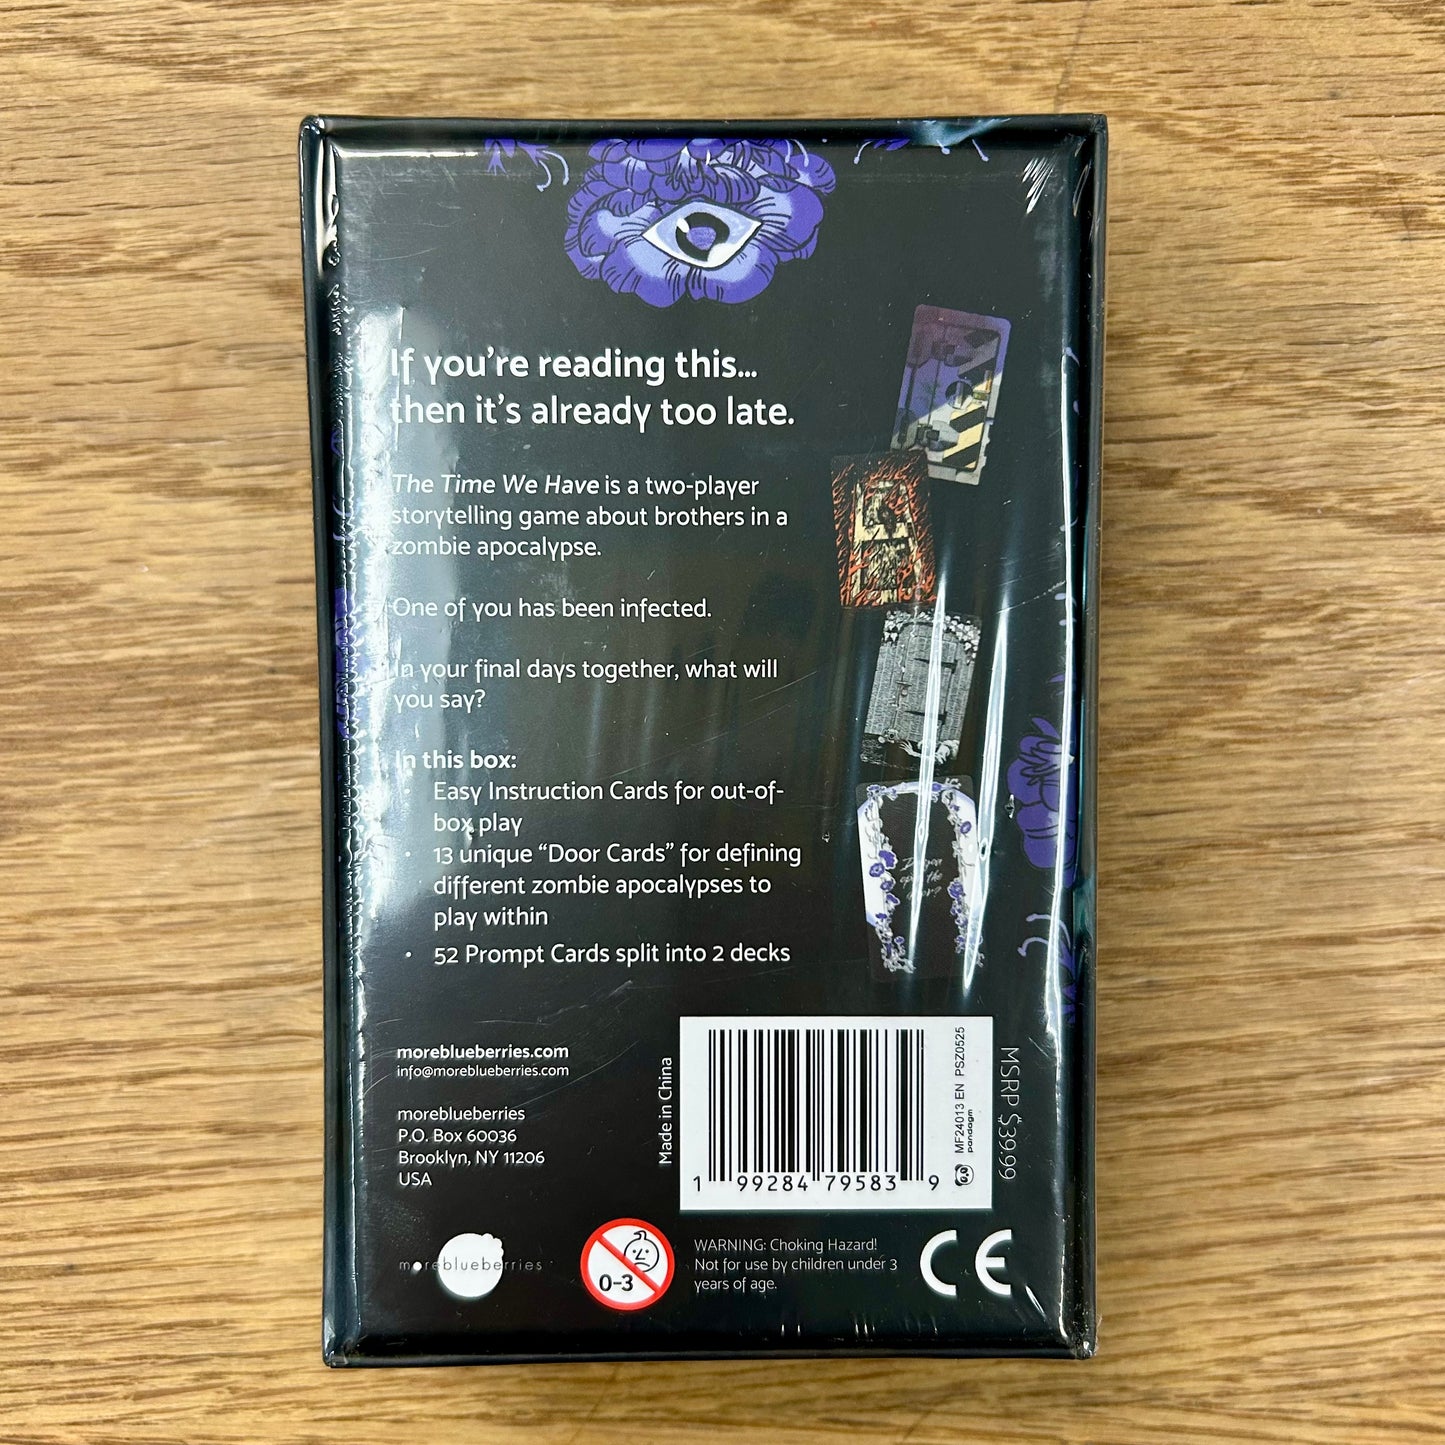 If you're reading this...
then it's already too late.
The Time We Have is a two-player
storytelling game about brothers in a
zombie apocalypse.
One of you has been infected.
In your final days together, what will
you say?
In this box:
• Easy Instruction Cards for out-of-
box play
• 13 unique “Door Cards” for defining
different zombie apocalypses to
play within
• 52 Prompt Cards split into 2 decks
moreblueberries.com
info@moreblueberries.com
moreblueberries
P.O. Box 60036
Brooklyn, NY 11206
USA
Made in China
1 99284 79583 9
MF24013 EN PSZ0525
pandagm
MSRP $39.99
moreblueberries
0-3
WARNING: Choking Hazard!
Not for use by children under 3
years of age.
CE